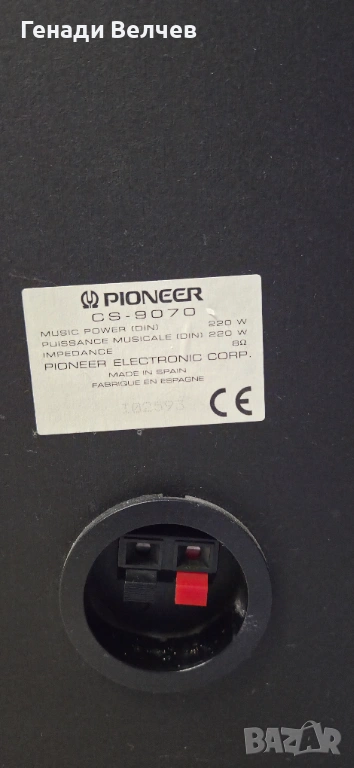 Генади Велчев
PIONEER
CS-9070
MUSIC POWER (DIN) 220 W
PUISSANCE MUSICALE (DIN) 220 W
IMPEDANCE 8Ω
PIONEER ELECTRONIC CORP.
MADE IN SPAIN
FABRIQUE EN ESPAGNE
CE
BAZAR